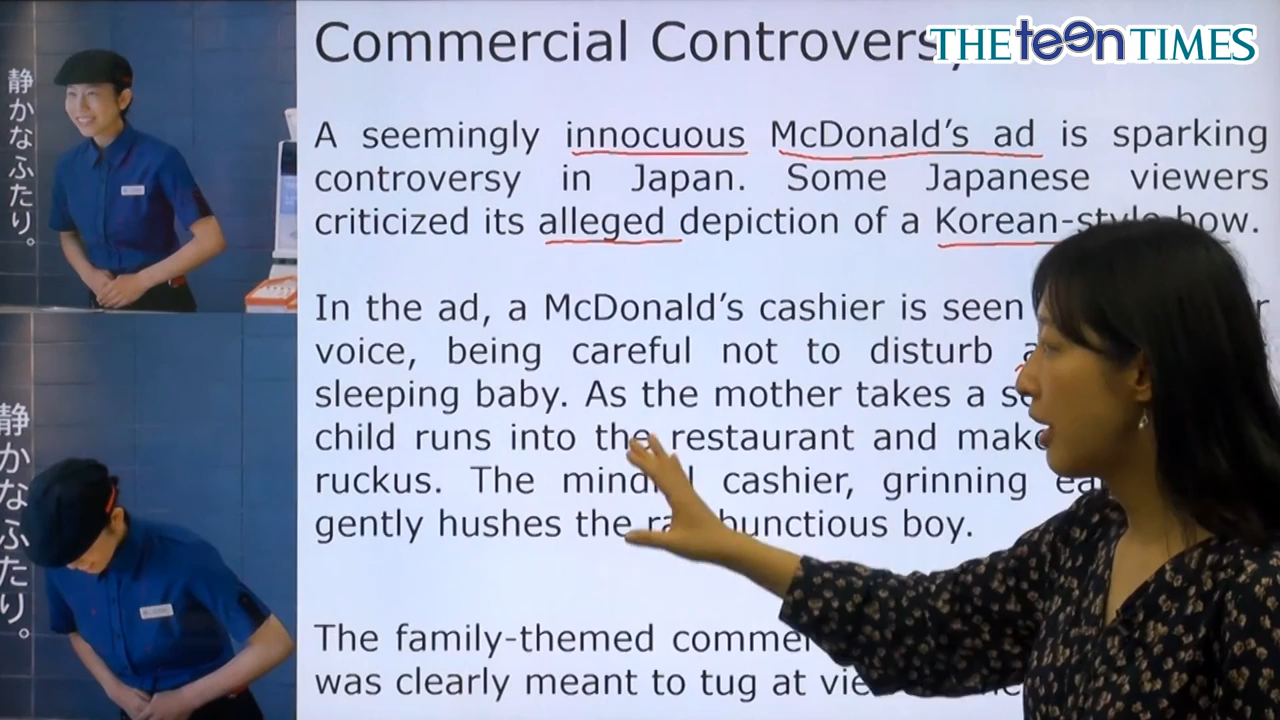 THE teen TIMES
Commercial Controversy
静かなふたり。
A seemingly innocuous McDonald's ad is sparking
controversy in Japan. Some Japanese viewers
criticized its alleged depiction of a Korean-style bow.
In the ad, a McDonald's cashier is seen
voice, being careful not to disturb
sleeping baby. As the mother takes a
child runs into the restaurant and
ruckus. The mindful cashier, grinning
gently hushes the rambunctious boy.
静かなふたり。
The family-themed
was clearly meant to tug at